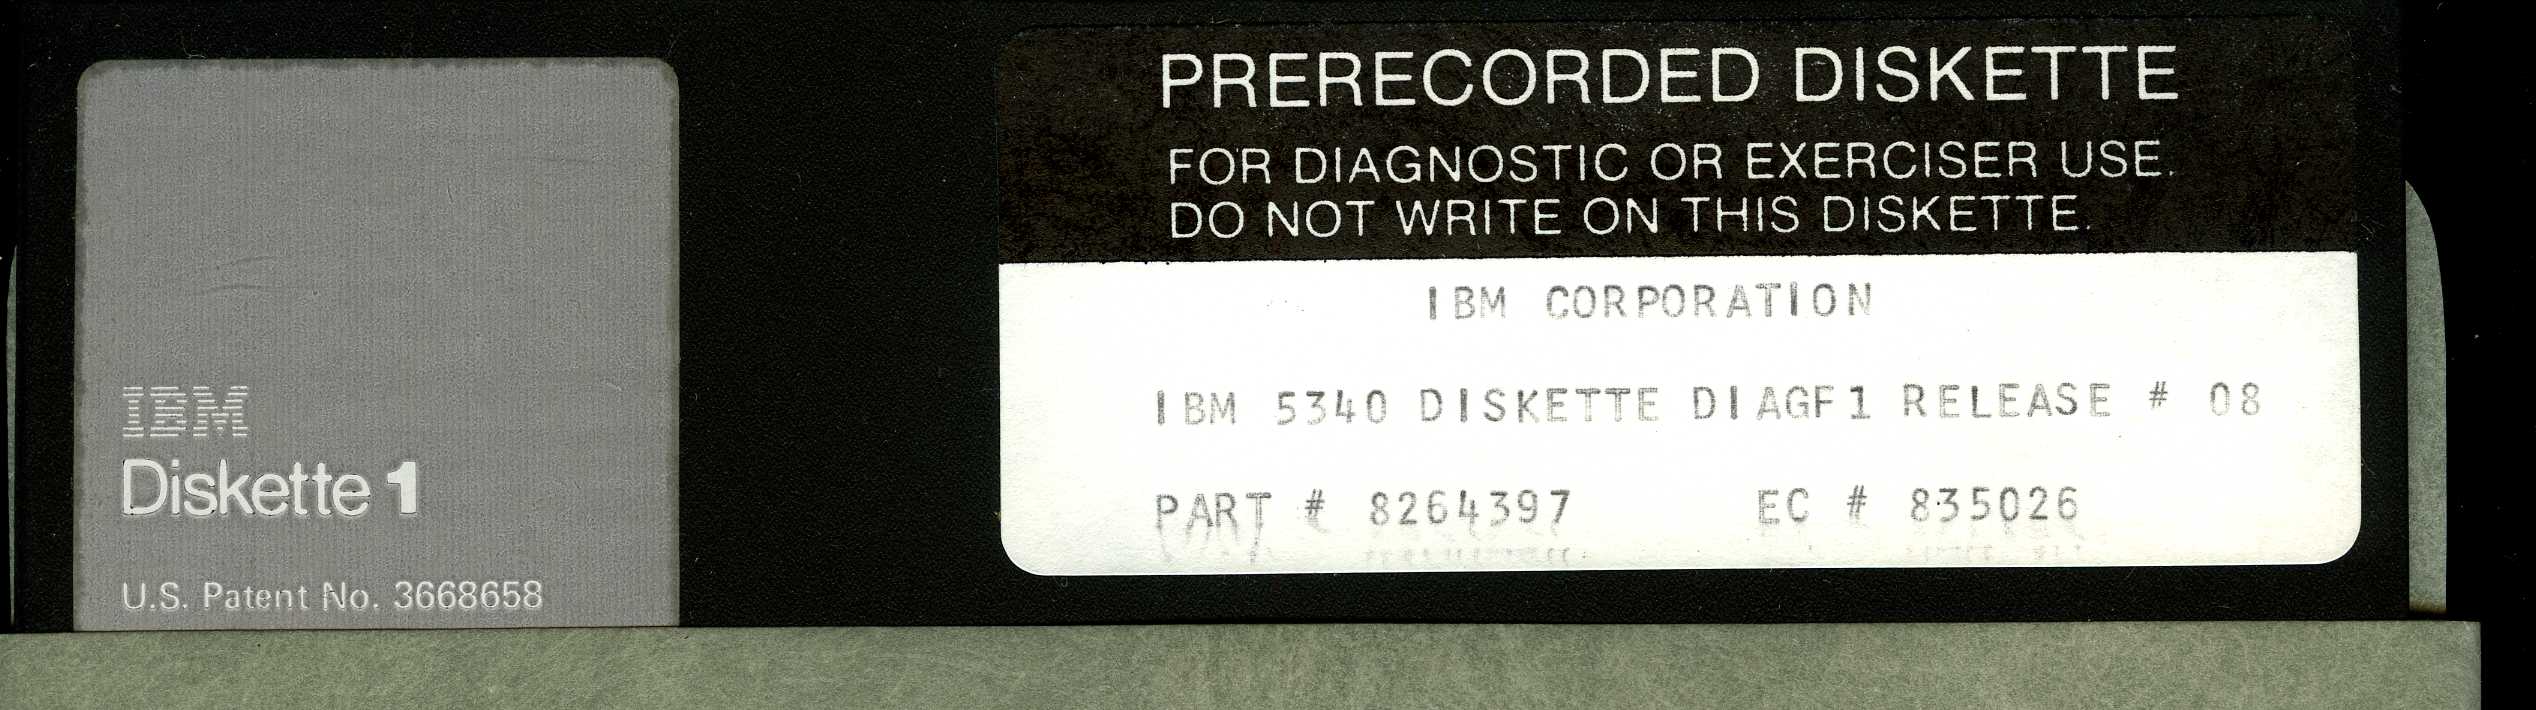 IBM
Diskette 1
U.S. Patent No. 3668658
PRERECORDED DISKETTE
FOR DIAGNOSTIC OR EXERCISER USE.
DO NOT WRITE ON THIS DISKETTE.
IBM CORPORATION
IBM 5340 DISKETTE DIAGF1 RELEASE # 08
PART # 8264397 EC # 835026